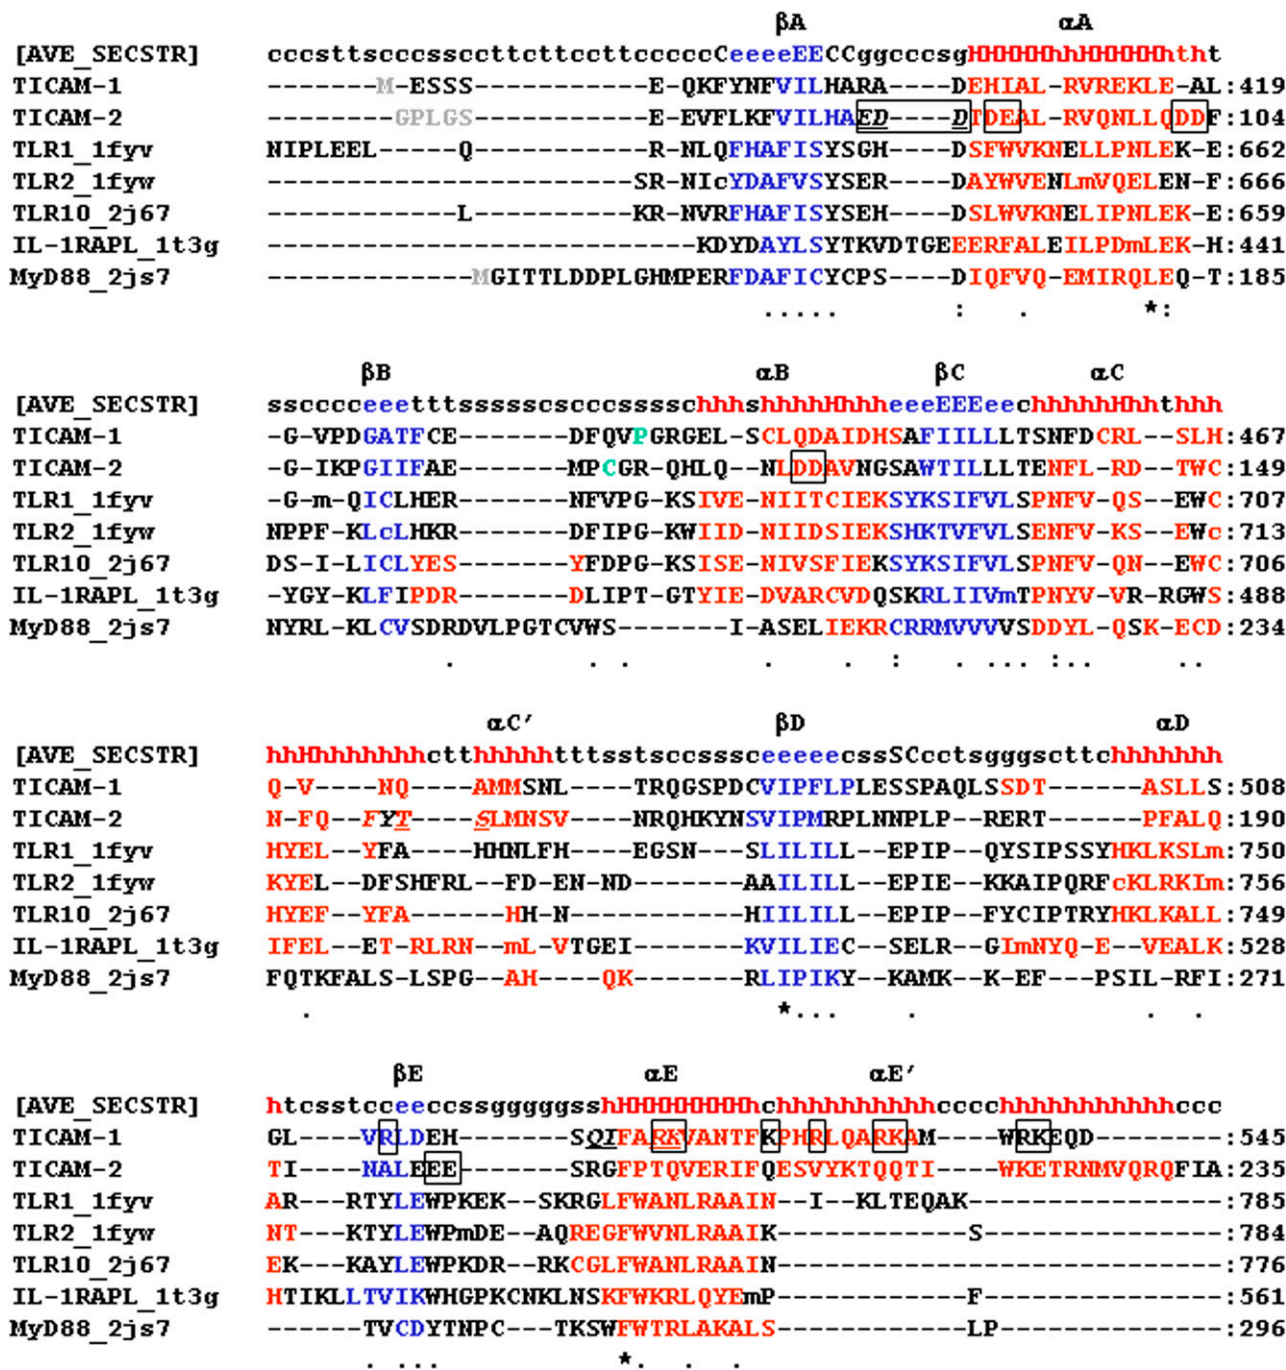 βA αA
[AVE_SECSTR] cccsttscccssccttcttccttcccccCeeeeEECCggcccsgHHHHHhhHHHHHhtht
TICAM-1 -------M-ESSS-----------E-QKFYNFVILHARA----DEHIAL-RVREKLE-AL:419
TICAM-2 --------GPLGS-----------E-EVFLKFVILHAED----DTDEAL-RVQNLLQDDF:104
TLR1_1fyv NIPLEEL-----Q-----------R-NLQFHAFISYSGH----DSFWVKNELLPNLEK-E:662
TLR2_1fyw -----------------------SR-NIcYDAFVSYSER----DAYWVENLmVQELEN-F:666
TLR10_2j67 ------------L----------KR-NVRFHAFISYSEH----DSLWVKNELIPNLEK-E:659
IL-1RAPL_1t3g ---------------------------KDYDAYLSYTKVDTGEEERFALEILPDmLEK-H:441
MyD88_2js7 -------------MGITTLDDPLGHMPERFDAFICYCPS----DIQFVQ-EMIRQLEQ-T:185
..... : . *:
βB αB βC αC
[AVE_SECSTR] sscccceeetttsssssscscccsssschhhshhhhHhhheeeEEEeechhhhhHhhthhh
TICAM-1 -G-VPDGATFCE-------DFQVPGRGEL-SCLQDAIDHSAFIILLLTSNFDCRL--SLH:467
TICAM-2 -G-IKPGIIFAE-------MPCGR-QHLQ--NLDDAVNGSAWTILLLTENFL-RD--TWC:149
TLR1_1fyv -G-m-QICLHER-------NFVPG-KSIVE-NIITCIEKSYKSIFVLSPNFV-QS--EWC:707
TLR2_1fyw NPPF-KLcLHKR-------DFIPG-KWIID-NIIDSIEKSHKTVFVLSENFV-KS--EWc:713
TLR10_2j67 DS-I-LICLYES-------YFDPG-KSISE-NIVSFIEKSYKSIFVLSPNFV-QN--EWC:706
IL-1RAPL_1t3g -YGY-KLFIPDR-------DLIPT-GTYIE-DVARCVDQSKRLIIVmTPNYV-VR-RGWS:488
MyD88_2js7 NYRL-KLCVSDRDVLPGTCVWS-------I-ASELIEKRCRRMVVVVSDDYL-QSK-ECD:234
. . . . . : . ... :.. ..
αC′ βD αD
[AVE_SECSTR] hhHhhhhhhhctthhhhhtttsstsccssscceeeeecssSCcctsgggscttchhhhhhh
TICAM-1 Q-V----NQ----AMMSNL----TRQGSPDCVIPFLPLESSPAQLSSDT------ASLLS:508
TICAM-2 N-FQ--FYT----SLMNSV----NRQHKYNSVIPMRPLNNPLP--RERT------PFALQ:190
TLR1_1fyv HYEL--YFA----HHNLFH----EGSN---SLILILL--EPIP--QYSIPSSYHKLKSLm:750
TLR2_1fyw KYEL--DFSHFRL--FD-EN-ND-------AAILILL--EPIE--KKAIPQRFcKLRKIm:756
TLR10_2j67 HYEF--YFA------HH-N-----------HIILILL--EPIP--FYCIPTRYHKLKALL:749
IL-1RAPL_1t3g IFEL--ET-RLRN--mL-VTGEI-------KVILIEC--SELR--GImNYQ-E--VEALK:528
MyD88_2js7 FQTKFALS-LSPG--AH---QK-------RLIPIKY--KAMK--K-EF---PSIL-RFI:271
. *... . . .
βE αE αE′
[AVE_SECSTR] htcsstcceeccssgggggsshHHHHHHHHhchhhhhhhhhhcccchhhhhhhhhhhccc
TICAM-1 GL----VRLDEH-------SQIFARKVANTFKPHRLQARKAM----WRKEQD--------:545
TICAM-2 TI----NALEEE-------SRGFPTQVERIFQESVYKTQQTI----WKETRNMVQRQFIA:235
TLR1_1fyv AR---RTYLEWPKEK--SKRGLFWANLRAAIN--I--KLTEQAK----------------:785
TLR2_1fyw NT---KTYLEWPmDE--AQREGFWVNLRAAIK------------S---------------:784
TLR10_2j67 EK---KAYLEWPKDR--RKCGLFWANLRAAIN----------------------------:776
IL-1RAPL_1t3g HTIKLLTVIKWHGPKCNKLNSKFWKRLQYEmP------------F---------------:561
MyD88_2js7 ------TVCDYTNPC---TKSWFWTRLAKALS------------LP--------------:296
. ... *. . .